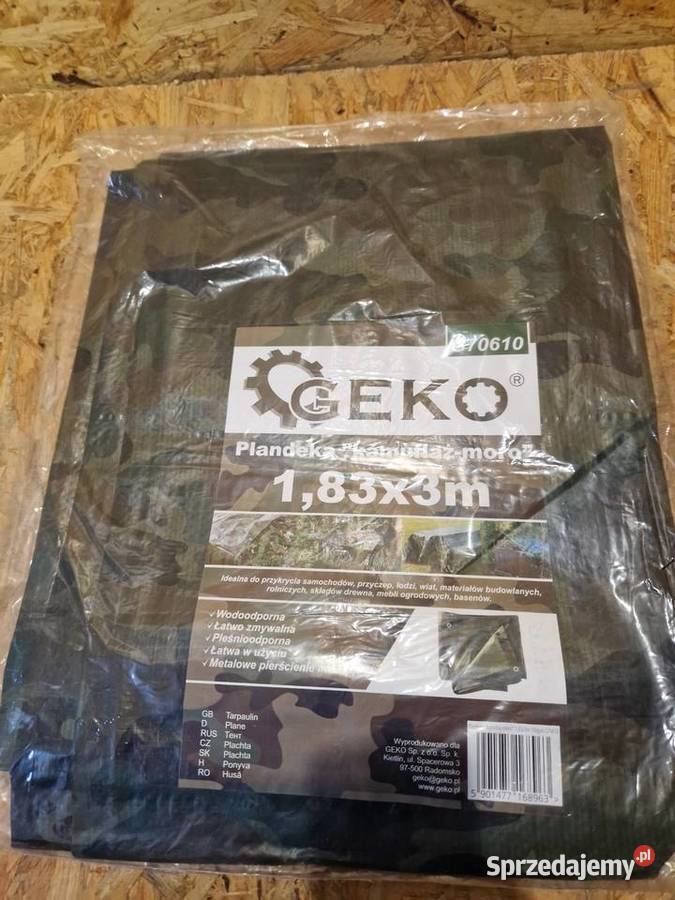 G70610
GEKO®
Plandeka "kamuflaż-moro"
1,83x3m
Idealna do przykrycia samochodów, przyczep, łodzi, wiat, materiałów budowlanych,
rolniczych, składów drewna, mebli ogrodowych, basenów.
✓Wodoodporna
✓Łatwo zmywalna
✓Pleśnioodporna
✓Łatwa w użyciu
✓Metalowe pierścienie
GB Tarpaulin
D Plane
RUS Тент
CZ Plachta
SK Plachta
H Ponyva
RO Husă
Wyprodukowano dla
GEKO Sp. z o.o. Sp. k.
Kietlin, ul. Spacerowa 3
97-500 Radomsko
geko@geko.pl
www.geko.pl
5 901477 168963 >
Sprzedajemy.pl